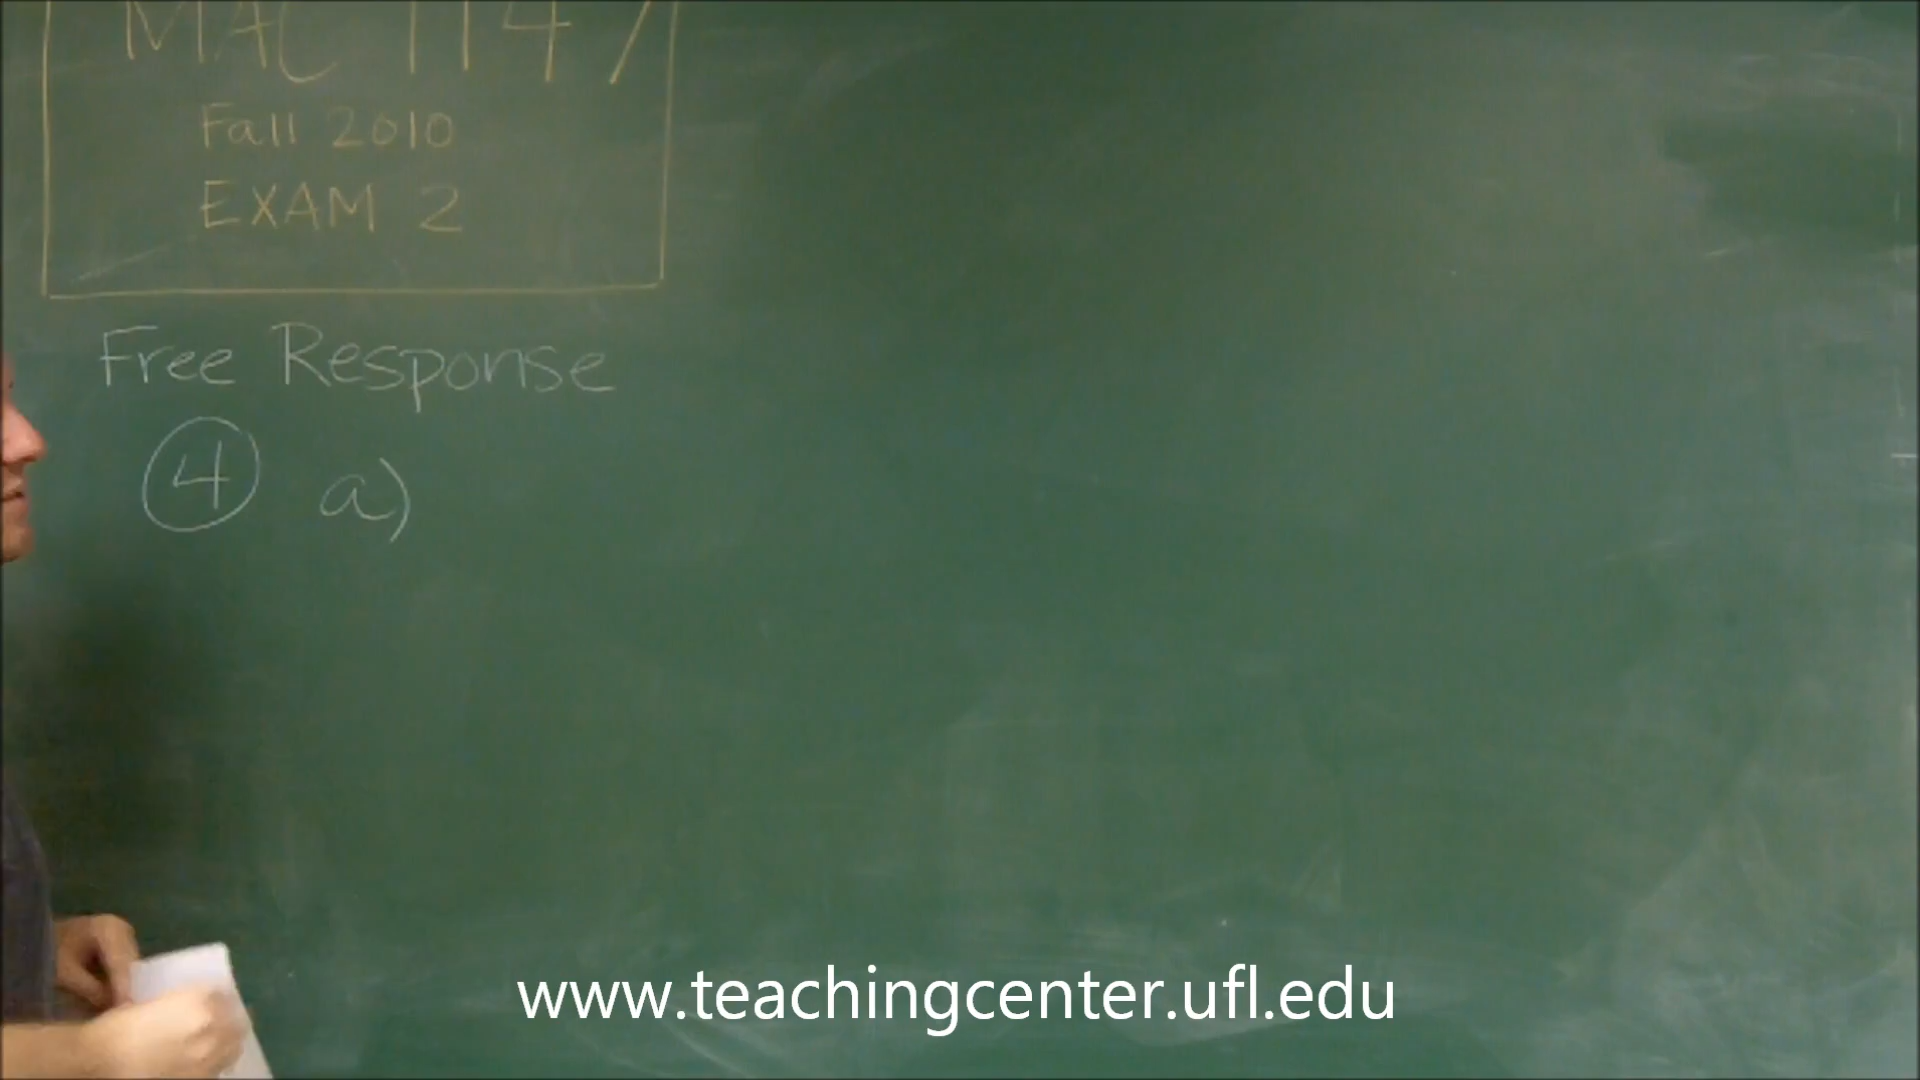 MAC 1147
Fall 2010
EXAM 2
Free Response
4 a)
www.teachingcenter.ufl.edu